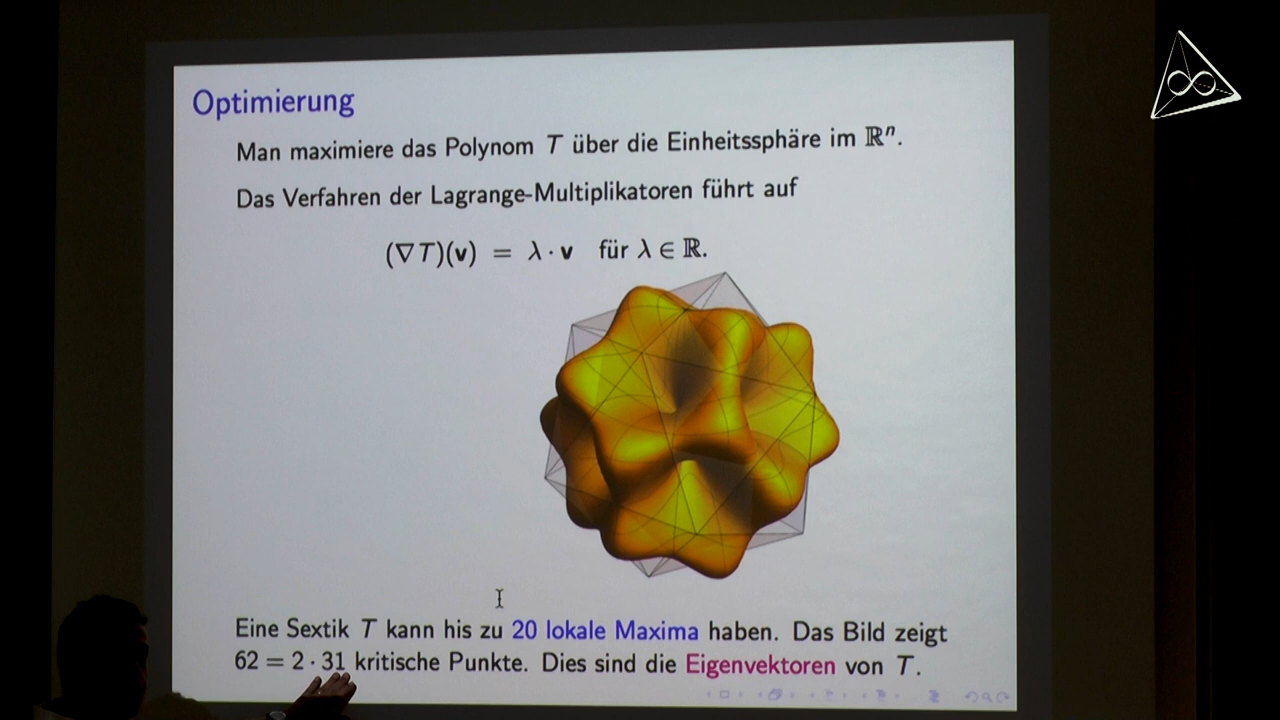 Optimierung
Man maximiere das Polynom T über die Einheitssphäre im ℝⁿ.
Das Verfahren der Lagrange-Multiplikatoren führt auf
(∇T)(v) = λ · v für λ ∈ ℝ.
Eine Sextik T kann his zu 20 lokale Maxima haben. Das Bild zeigt
62 = 2 · 31 kritische Punkte. Dies sind die Eigenvektoren von T.